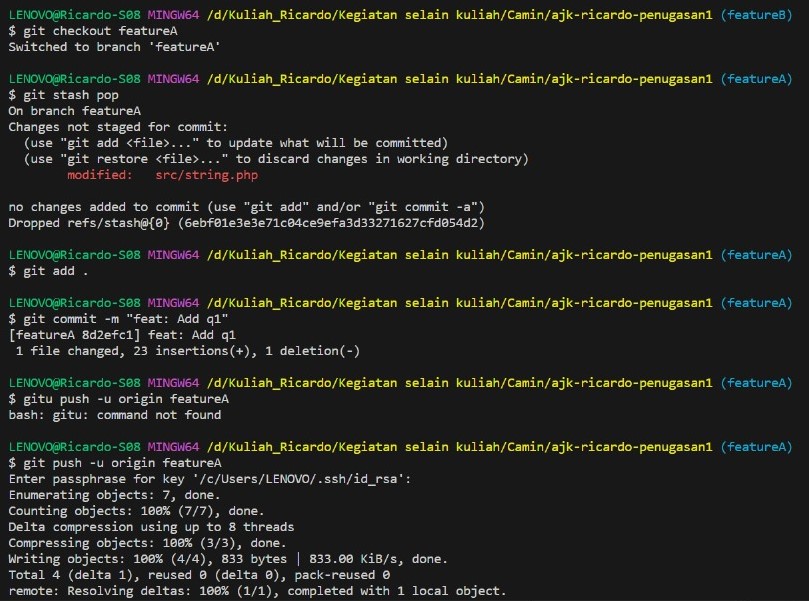 LENOVO@Ricardo-S08 MINGW64 /d/Kuliah_Ricardo/Kegiatan selain kuliah/Camin/ajk-ricardo-penugasan1 (featureB)
$ git checkout featureA
Switched to branch 'featureA'

LENOVO@Ricardo-S08 MINGW64 /d/Kuliah_Ricardo/Kegiatan selain kuliah/Camin/ajk-ricardo-penugasan1 (featureA)
$ git stash pop
On branch featureA
Changes not staged for commit:
  (use "git add <file>..." to update what will be committed)
  (use "git restore <file>..." to discard changes in working directory)
        modified:   src/string.php

no changes added to commit (use "git add" and/or "git commit -a")
Dropped refs/stash@{0} (6ebf01e3e3e71c04ce9efa3d33271627cfd054d2)

LENOVO@Ricardo-S08 MINGW64 /d/Kuliah_Ricardo/Kegiatan selain kuliah/Camin/ajk-ricardo-penugasan1 (featureA)
$ git add .

LENOVO@Ricardo-S08 MINGW64 /d/Kuliah_Ricardo/Kegiatan selain kuliah/Camin/ajk-ricardo-penugasan1 (featureA)
$ git commit -m "feat: Add q1"
[featureA 8d2efc1] feat: Add q1
 1 file changed, 23 insertions(+), 1 deletion(-)

LENOVO@Ricardo-S08 MINGW64 /d/Kuliah_Ricardo/Kegiatan selain kuliah/Camin/ajk-ricardo-penugasan1 (featureA)
$ gitu push -u origin featureA
bash: gitu: command not found

LENOVO@Ricardo-S08 MINGW64 /d/Kuliah_Ricardo/Kegiatan selain kuliah/Camin/ajk-ricardo-penugasan1 (featureA)
$ git push -u origin featureA
Enter passphrase for key '/c/Users/LENOVO/.ssh/id_rsa':
Enumerating objects: 7, done.
Counting objects: 100% (7/7), done.
Delta compression using up to 8 threads
Compressing objects: 100% (3/3), done.
Writing objects: 100% (4/4), 833 bytes | 833.00 KiB/s, done.
Total 4 (delta 1), reused 0 (delta 0), pack-reused 0
remote: Resolving deltas: 100% (1/1), completed with 1 local object.